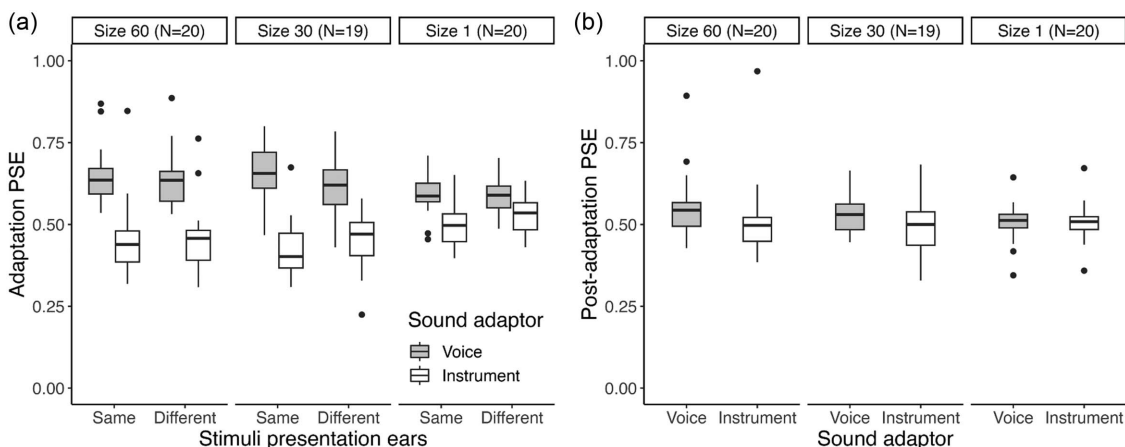 (a)
Size 60 (N=20) Size 30 (N=19) Size 1 (N=20)
Adaptation PSE
1.00
0.75
0.50
0.25
0.00
Sound adaptor
Voice
Instrument
Same Different Same Different Same Different
Stimuli presentation ears
(b)
Size 60 (N=20) Size 30 (N=19) Size 1 (N=20)
Post-adaptation PSE
1.00
0.75
0.50
0.25
0.00
Voice Instrument Voice Instrument Voice Instrument
Sound adaptor